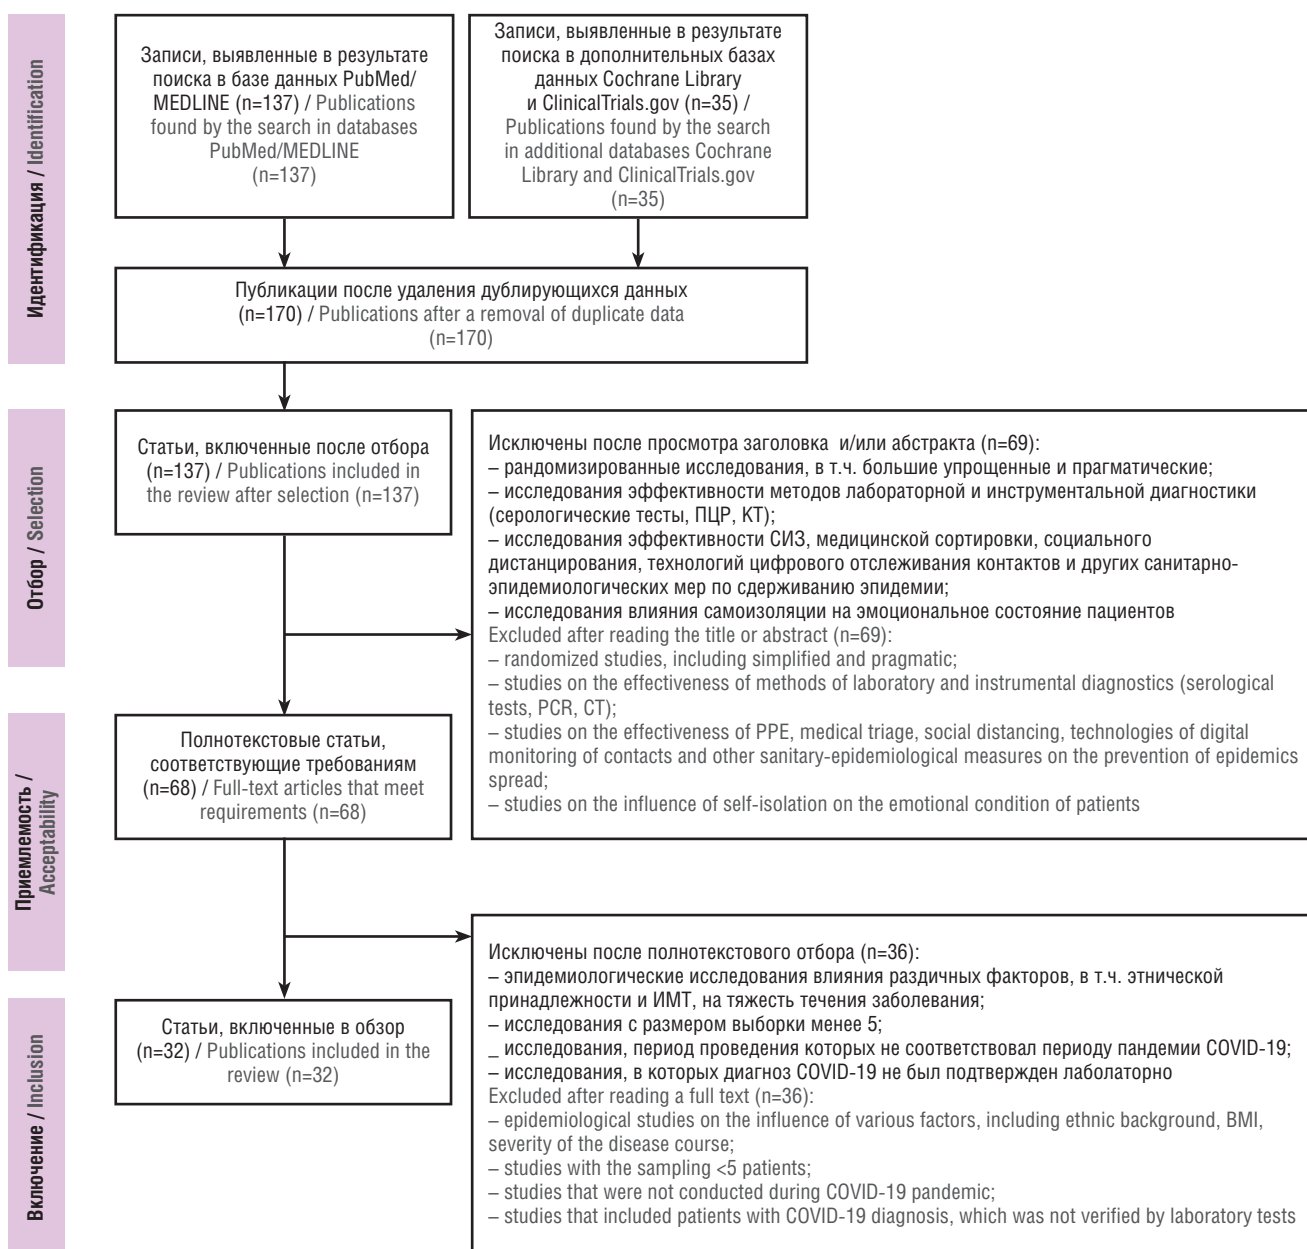 Идентификация / Identification
Записи, выявленные в результате
поиска в базе данных PubMed/
MEDLINE (n=137) / Publications
found by the search in databases
PubMed/MEDLINE
(n=137)
Записи, выявленные в результате
поиска в дополнительных базах
данных Cochrane Library
и ClinicalTrials.gov (n=35) /
Publications found by the search
in additional databases Cochrane
Library and ClinicalTrials.gov
(n=35)
Публикации после удаления дублирующихся данных
(n=170) / Publications after a removal of duplicate data
(n=170)
Отбор / Selection
Статьи, включенные после отбора
(n=137) / Publications included in
the review after selection (n=137)
Исключены после просмотра заголовка и/или абстракта (n=69):
– рандомизированные исследования, в т.ч. большие упрощенные и прагматические;
– исследования эффективности методов лабораторной и инструментальной диагностики
(серологические тесты, ПЦР, КТ);
– исследования эффективности СИЗ, медицинской сортировки, социального
дистанцирования, технологий цифрового отслеживания контактов и других санитарно-
эпидемиологических мер по сдерживанию эпидемии;
– исследования влияния самоизоляции на эмоциональное состояние пациентов
Excluded after reading the title or abstract (n=69):
– randomized studies, including simplified and pragmatic;
– studies on the effectiveness of methods of laboratory and instrumental diagnostics (serological
tests, PCR, CT);
– studies on the effectiveness of PPE, medical triage, social distancing, technologies of digital
monitoring of contacts and other sanitary-epidemiological measures on the prevention of epidemics
spread;
– studies on the influence of self-isolation on the emotional condition of patients
Приемлемость /
Acceptability
Полнотекстовые статьи,
соответствующие требованиям
(n=68) / Full-text articles that meet
requirements (n=68)
Исключены после полнотекстового отбора (n=36):
– эпидемиологические исследования влияния раздичных факторов, в т.ч. этнической
принадлежности и ИМТ, на тяжесть течения заболевания;
– исследования с размером выборки менее 5;
_ исследования, период проведения которых не соответствовал периоду пандемии COVID-19;
– исследования, в которых диагноз COVID-19 не был подтвержден лаболаторно
Excluded after reading a full text (n=36):
– epidemiological studies on the influence of various factors, including ethnic background, BMI,
severity of the disease course;
– studies with the sampling <5 patients;
– studies that were not conducted during COVID-19 pandemic;
– studies that included patients with COVID-19 diagnosis, which was not verified by laboratory tests
Включение / Inclusion
Статьи, включенные в обзор
(n=32) / Publications included in the
review (n=32)